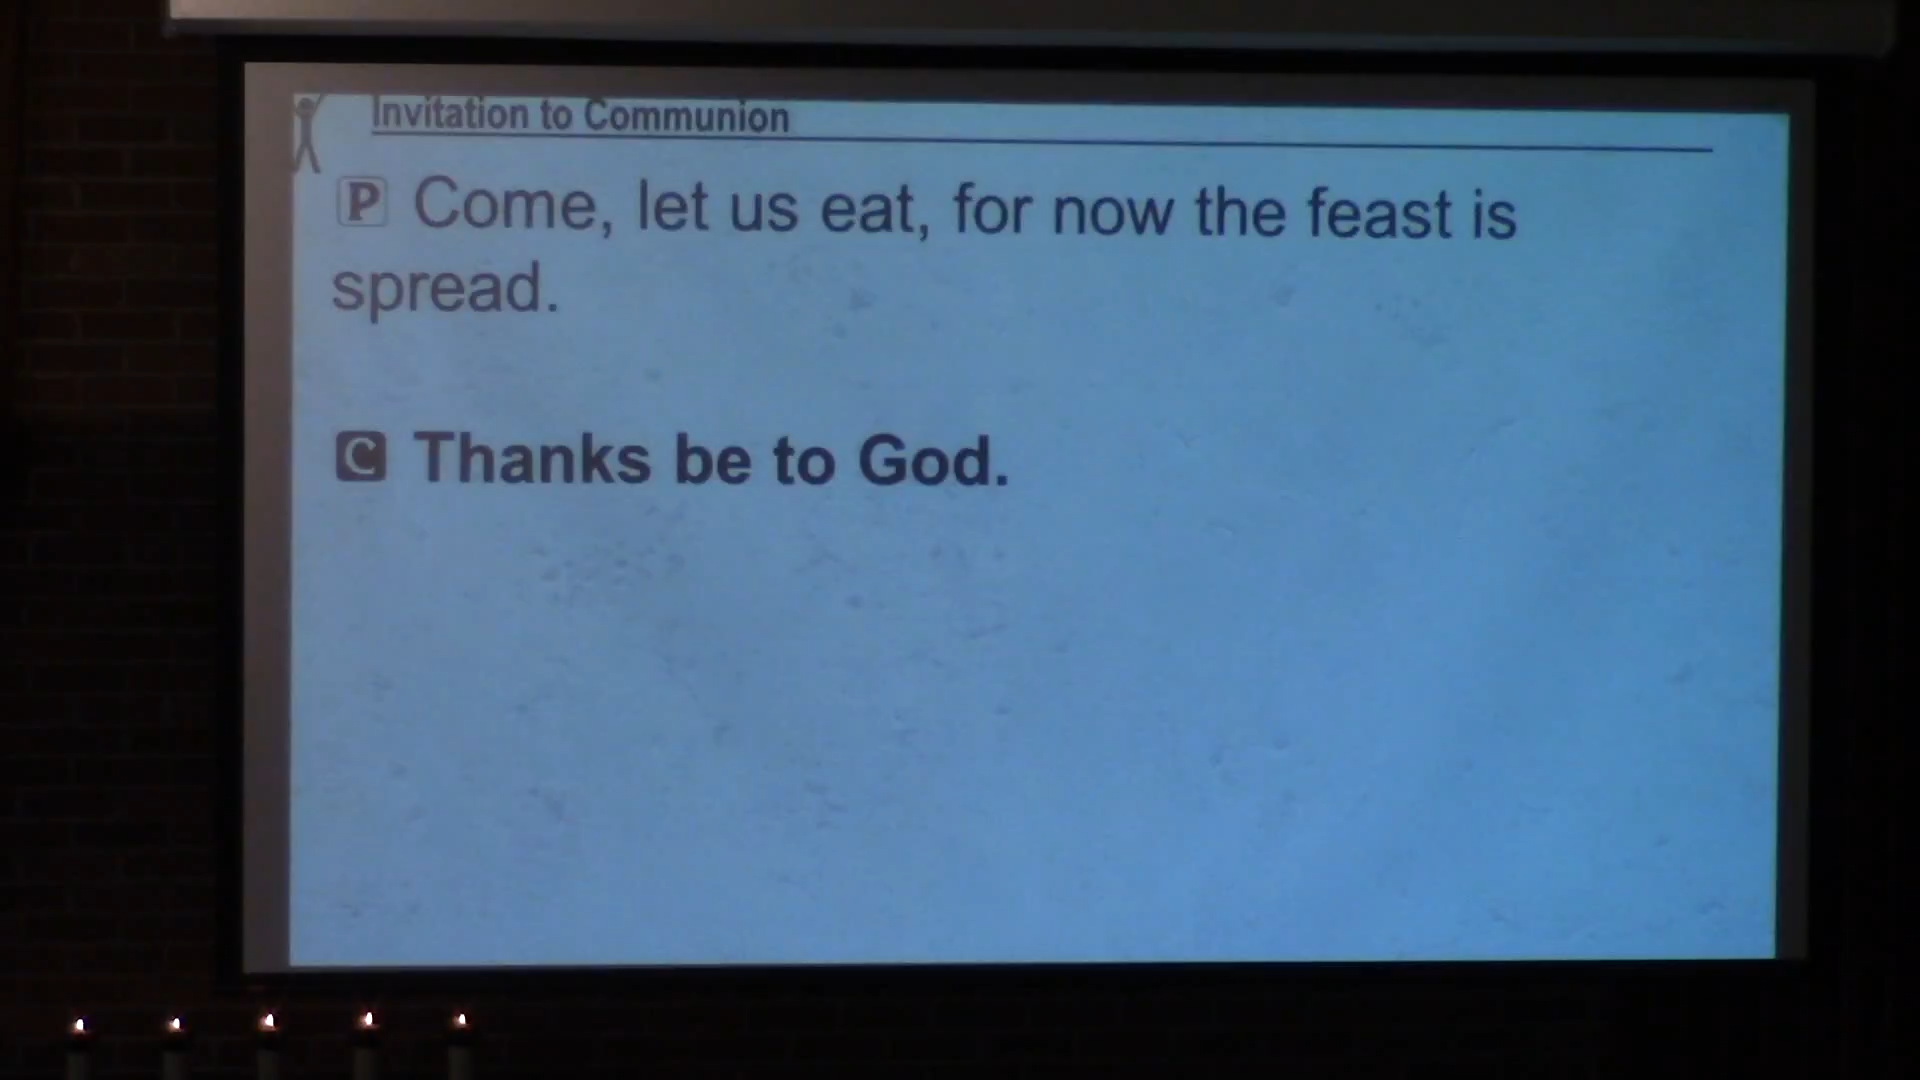 Invitation to Communion
P Come, let us eat, for now the feast is
spread.
C Thanks be to God.